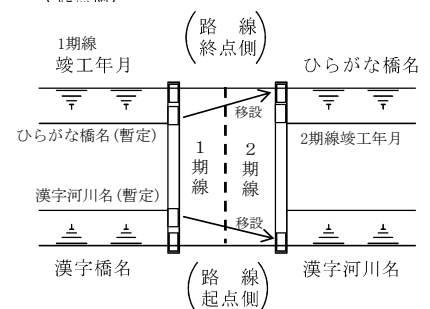 路 線
終点側
1期線
竣工年月
ひらがな橋名
移設
ひらがな橋名(暫定)
2期線竣工年月
1期線
2期線
漢字河川名(暫定)
移設
漢字橋名
漢字河川名
路 線
起点側